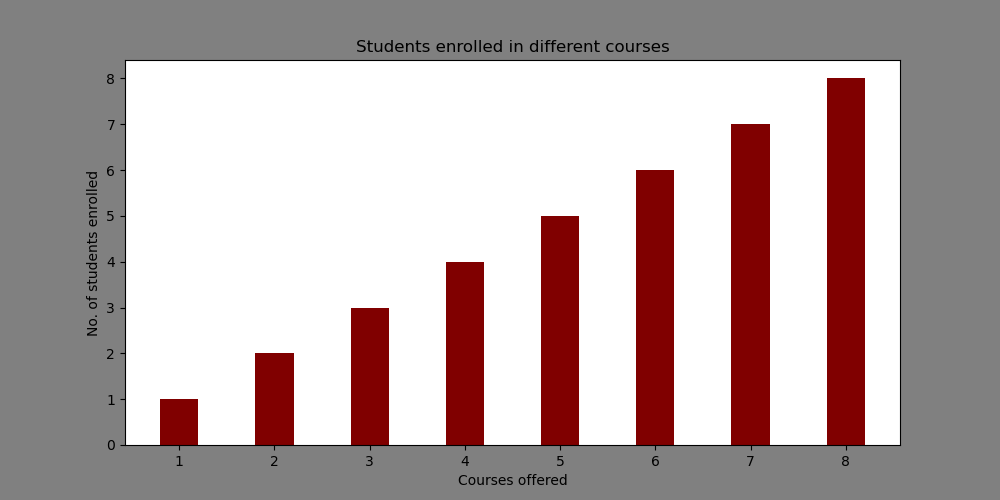 Students enrolled in different courses
No. of students enrolled
8
7
6
5
4
3
2
1
0
1 2 3 4 5 6 7 8
Courses offered